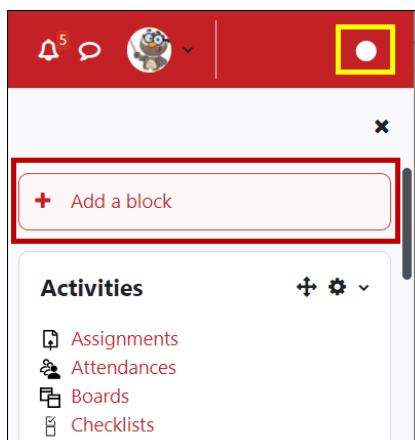 5
Add a block
Activities
Assignments
Attendances
Boards
Checklists